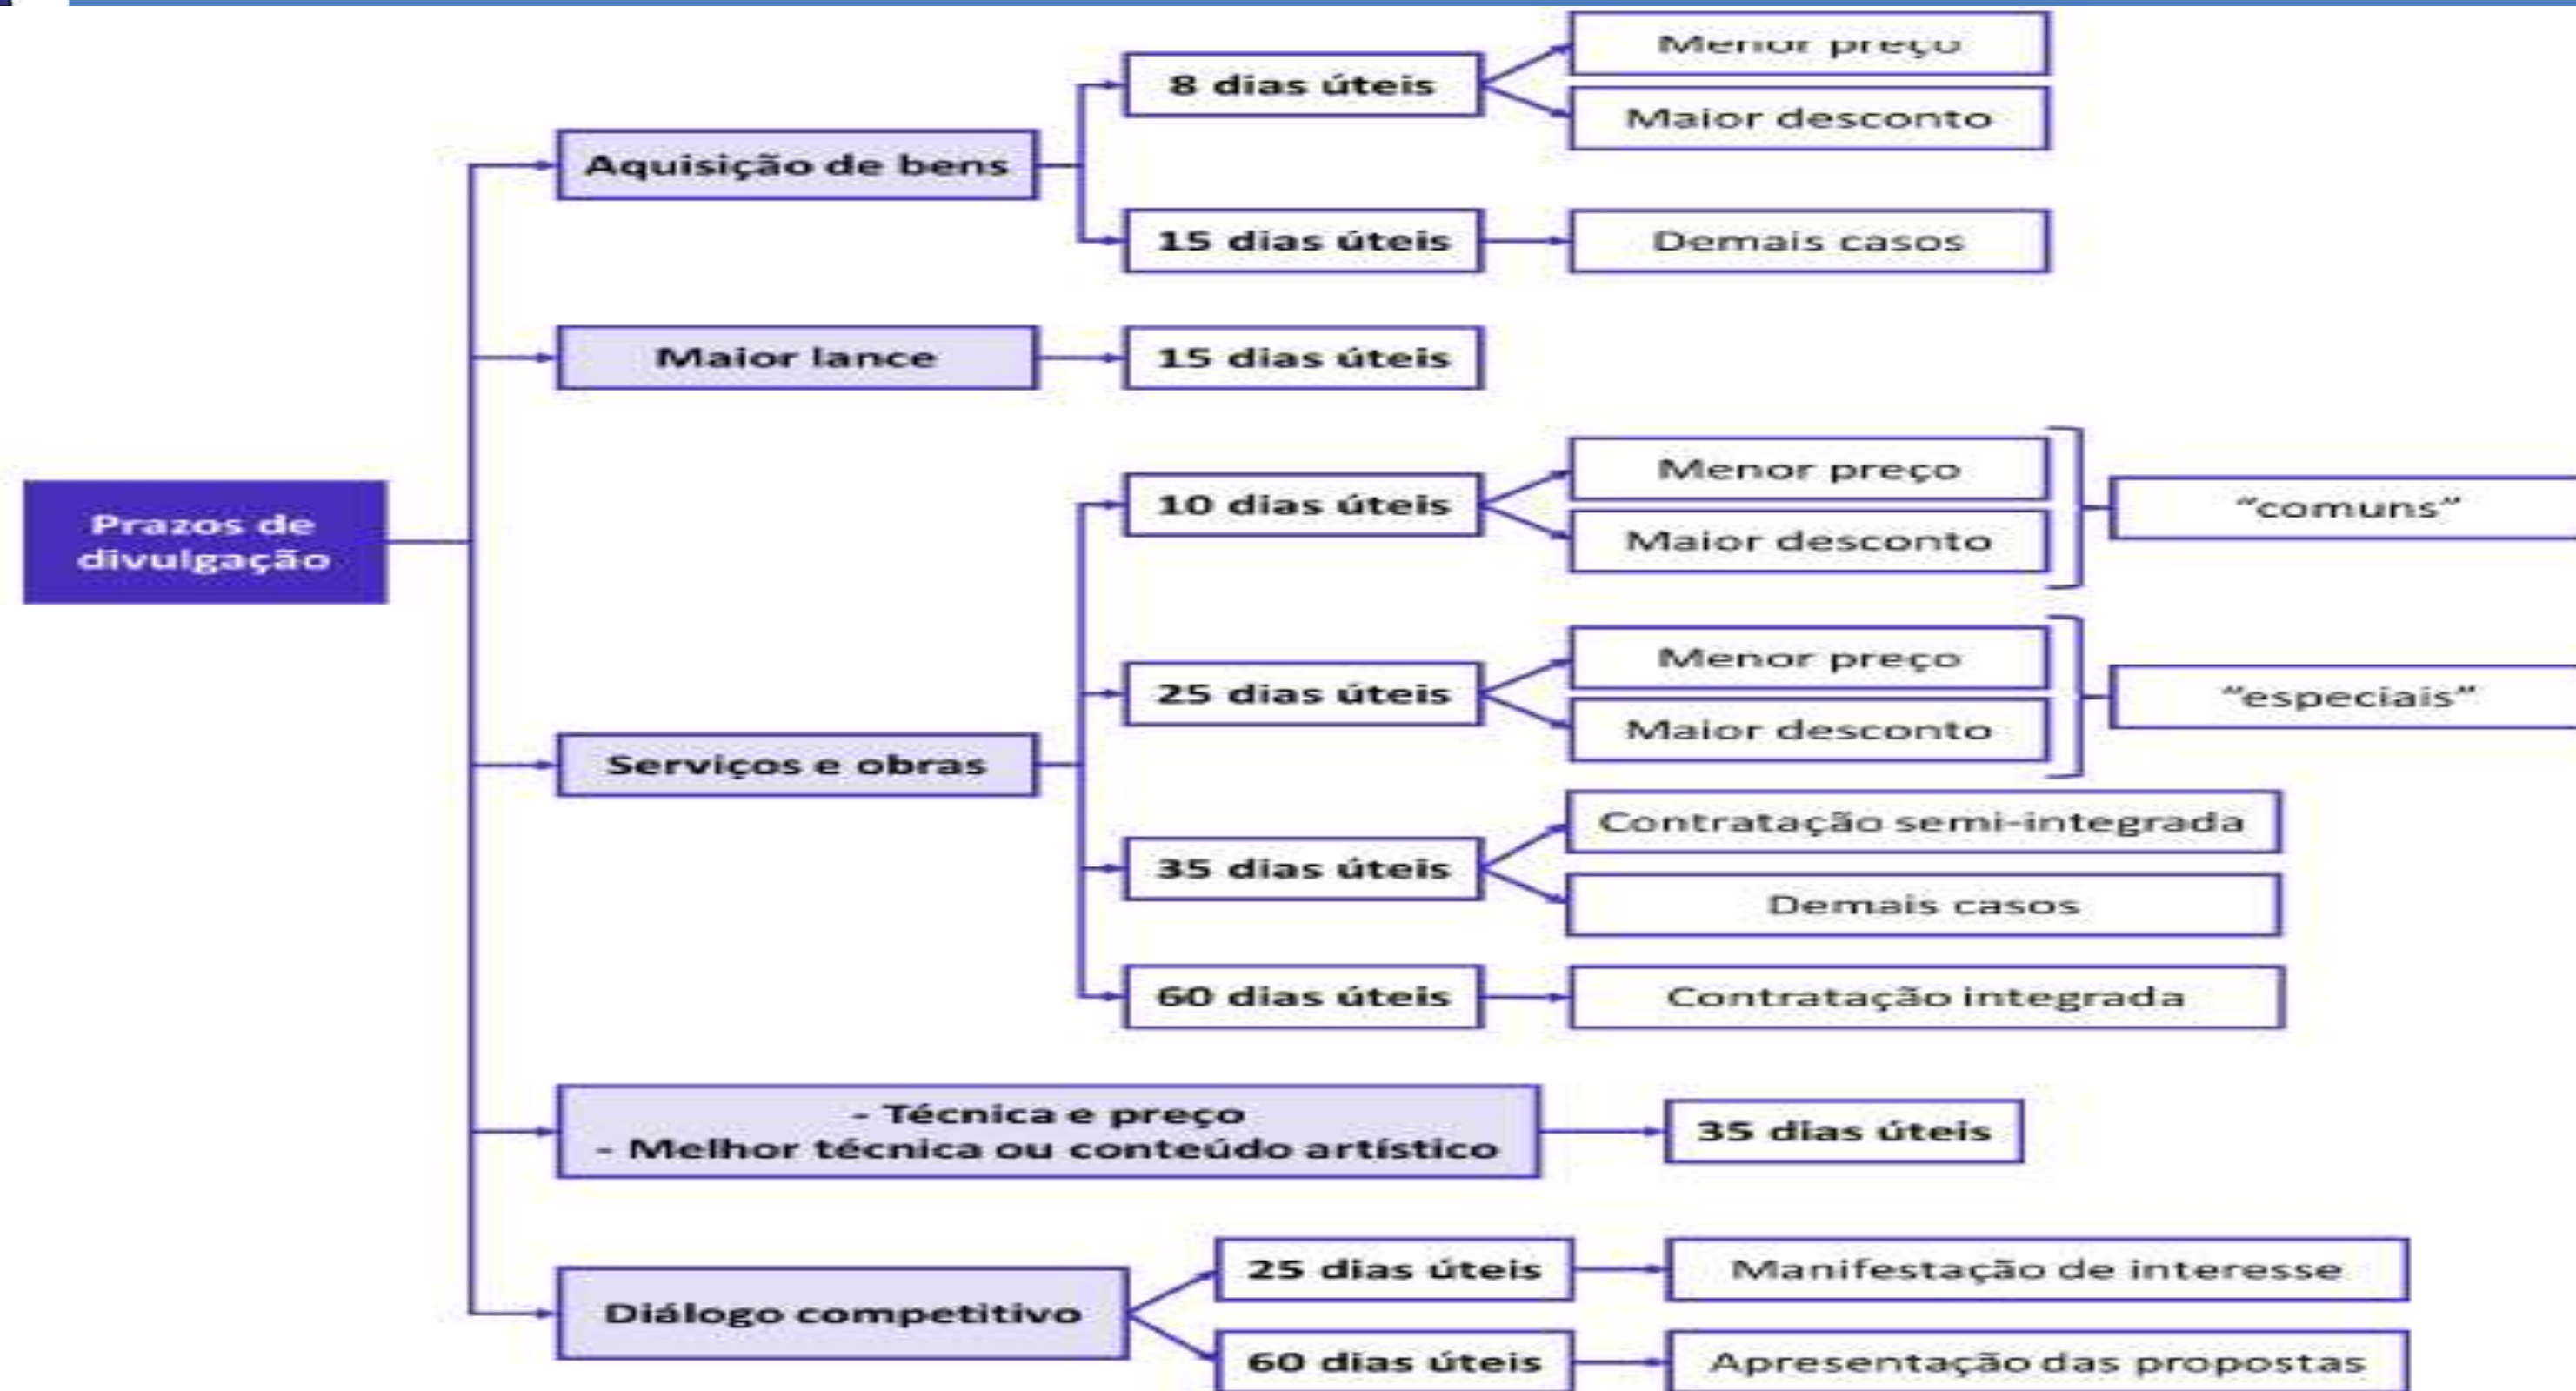 Prazos de
divulgação
Aquisição de bens
8 dias úteis
Menor preço
Maior desconto
15 dias úteis
Demais casos
Maior lance
15 dias úteis
Serviços e obras
10 dias úteis
Menor preço
Maior desconto
“comuns”
25 dias úteis
Menor preço
Maior desconto
“especiais”
35 dias úteis
Contratação semi-integrada
Demais casos
60 dias úteis
Contratação integrada
- Técnica e preço
- Melhor técnica ou conteúdo artístico
35 dias úteis
Diálogo competitivo
25 dias úteis
Manifestação de interesse
60 dias úteis
Apresentação das propostas